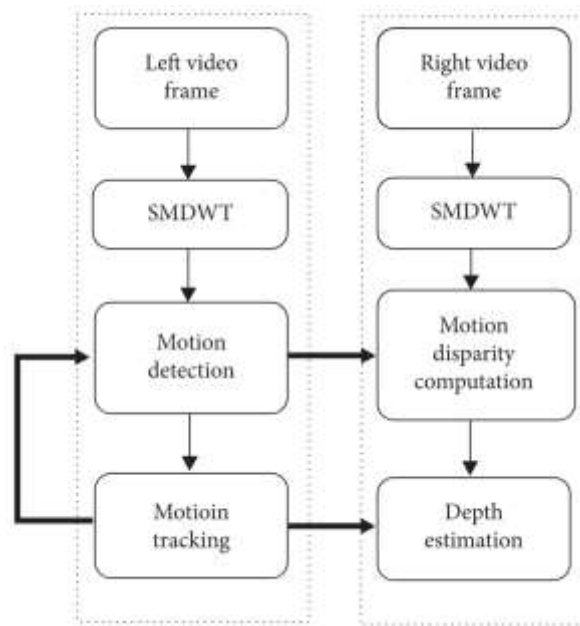 Left video
frame
SMDWT
Motion
detection
Motioin
tracking
Right video
frame
SMDWT
Motion
disparity
computation
Depth
estimation